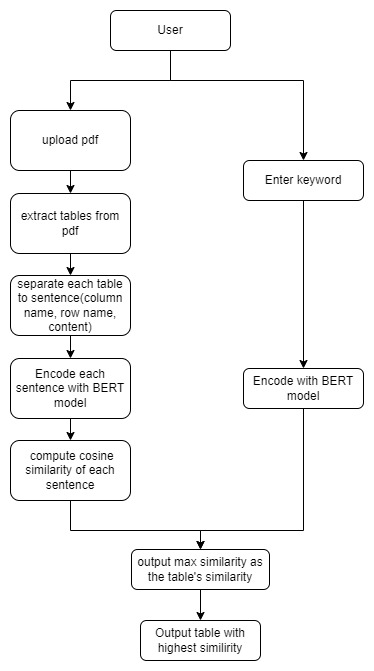 User
upload pdf
Enter keyword
extract tables from
pdf
separate each table
to sentence(column
name, row name,
content)
Encode each
sentence with BERT
model
Encode with BERT
model
compute cosine
similarity of each
sentence
output max similarity as
the table's similarity
Output table with
highest similirity